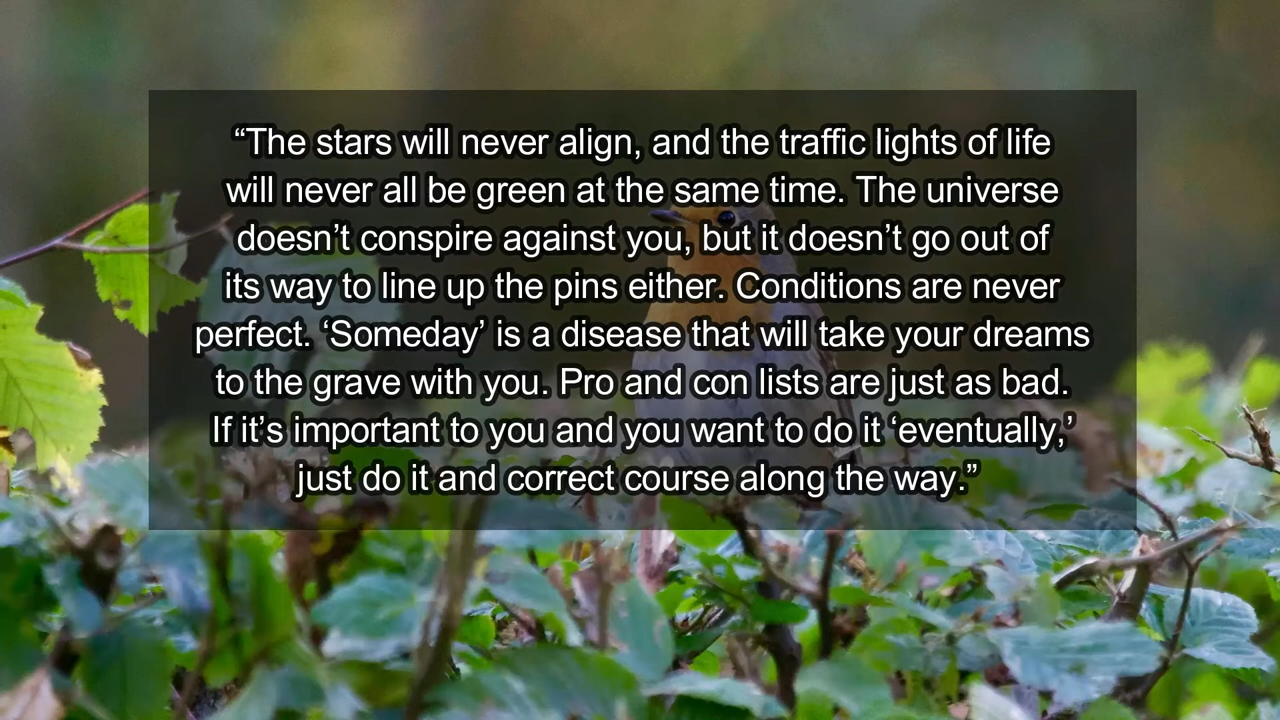 “The stars will never align, and the traffic lights of life
will never all be green at the same time. The universe
doesn’t conspire against you, but it doesn’t go out of
its way to line up the pins either. Conditions are never
perfect. ‘Someday’ is a disease that will take your dreams
to the grave with you. Pro and con lists are just as bad.
If it’s important to you and you want to do it ‘eventually,’
just do it and correct course along the way.”